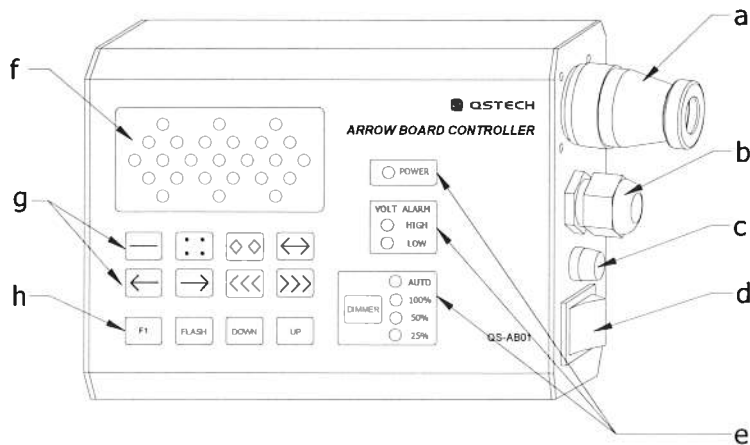 a
f
QSTECH
ARROW BOARD CONTROLLER
b
POWER
g
VOLT ALARM
HIGH
LOW
c
AUTO
d
h
DIMMER
100%
50%
25%
F1
FLASH
DOWN
UP
QS-AB01
e